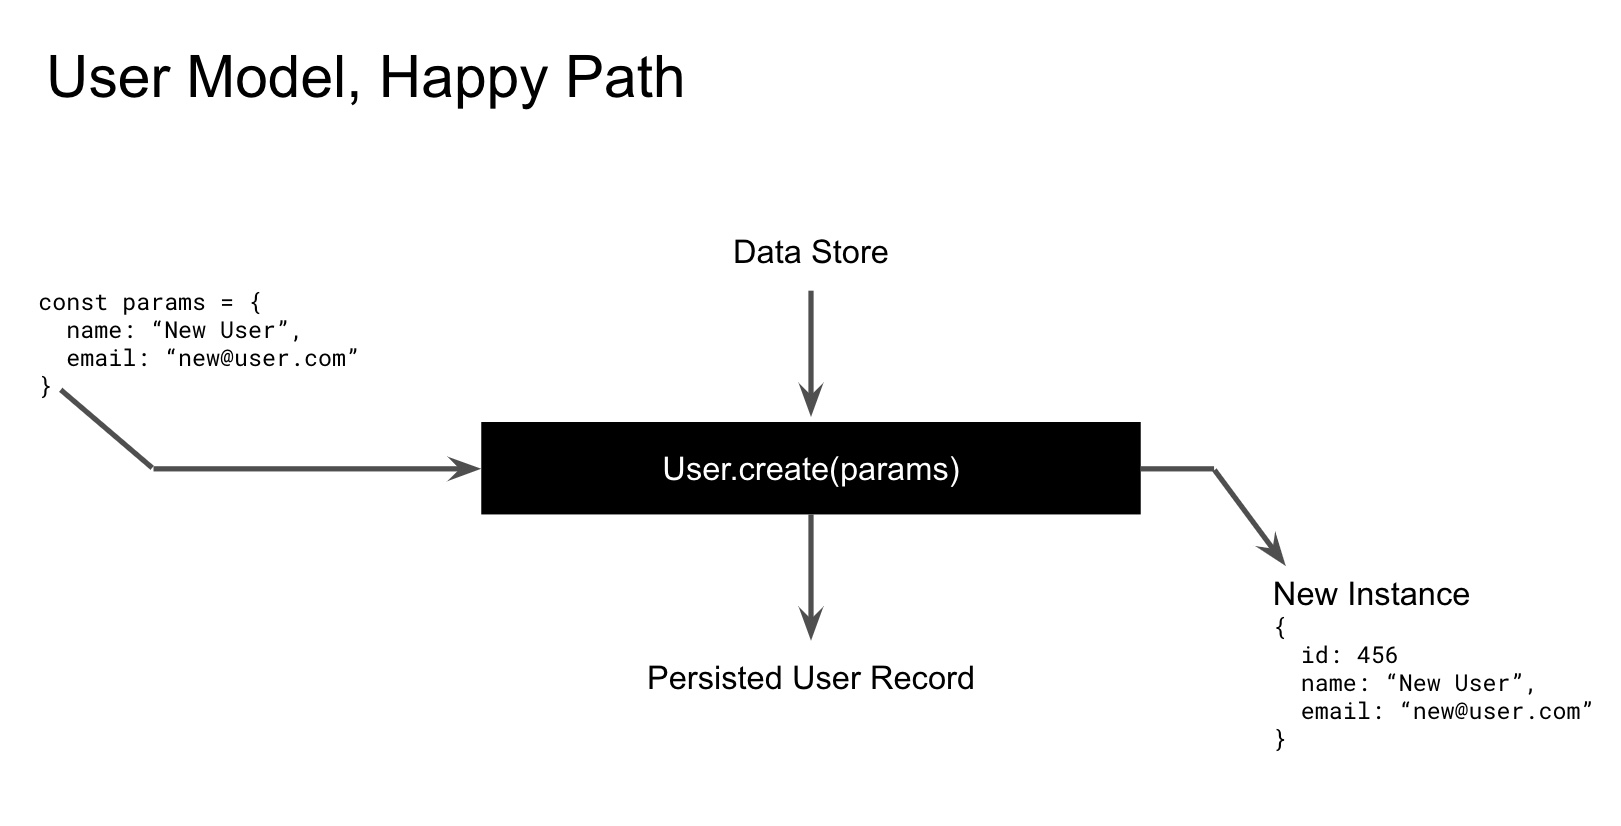 User Model, Happy Path
Data Store
const params = {
  name: “New User”,
  email: “new@user.com”
}
User.create(params)
Persisted User Record
New Instance
{
  id: 456
  name: “New User”,
  email: “new@user.com”
}